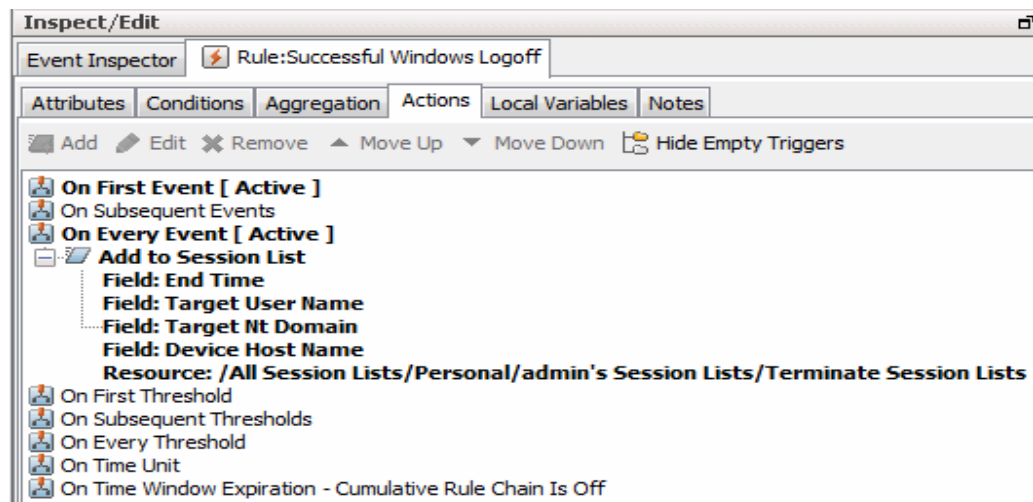 Inspect/Edit
Event Inspector Rule:Successful Windows Logoff
Attributes Conditions Aggregation Actions Local Variables Notes
Add Edit Remove Move Up Move Down Hide Empty Triggers
On First Event [ Active ]
On Subsequent Events
On Every Event [ Active ]
Add to Session List
Field: End Time
Field: Target User Name
Field: Target Nt Domain
Field: Device Host Name
Resource: /All Session Lists/Personal/admin's Session Lists/Terminate Session Lists
On First Threshold
On Subsequent Thresholds
On Every Threshold
On Time Unit
On Time Window Expiration - Cumulative Rule Chain Is Off